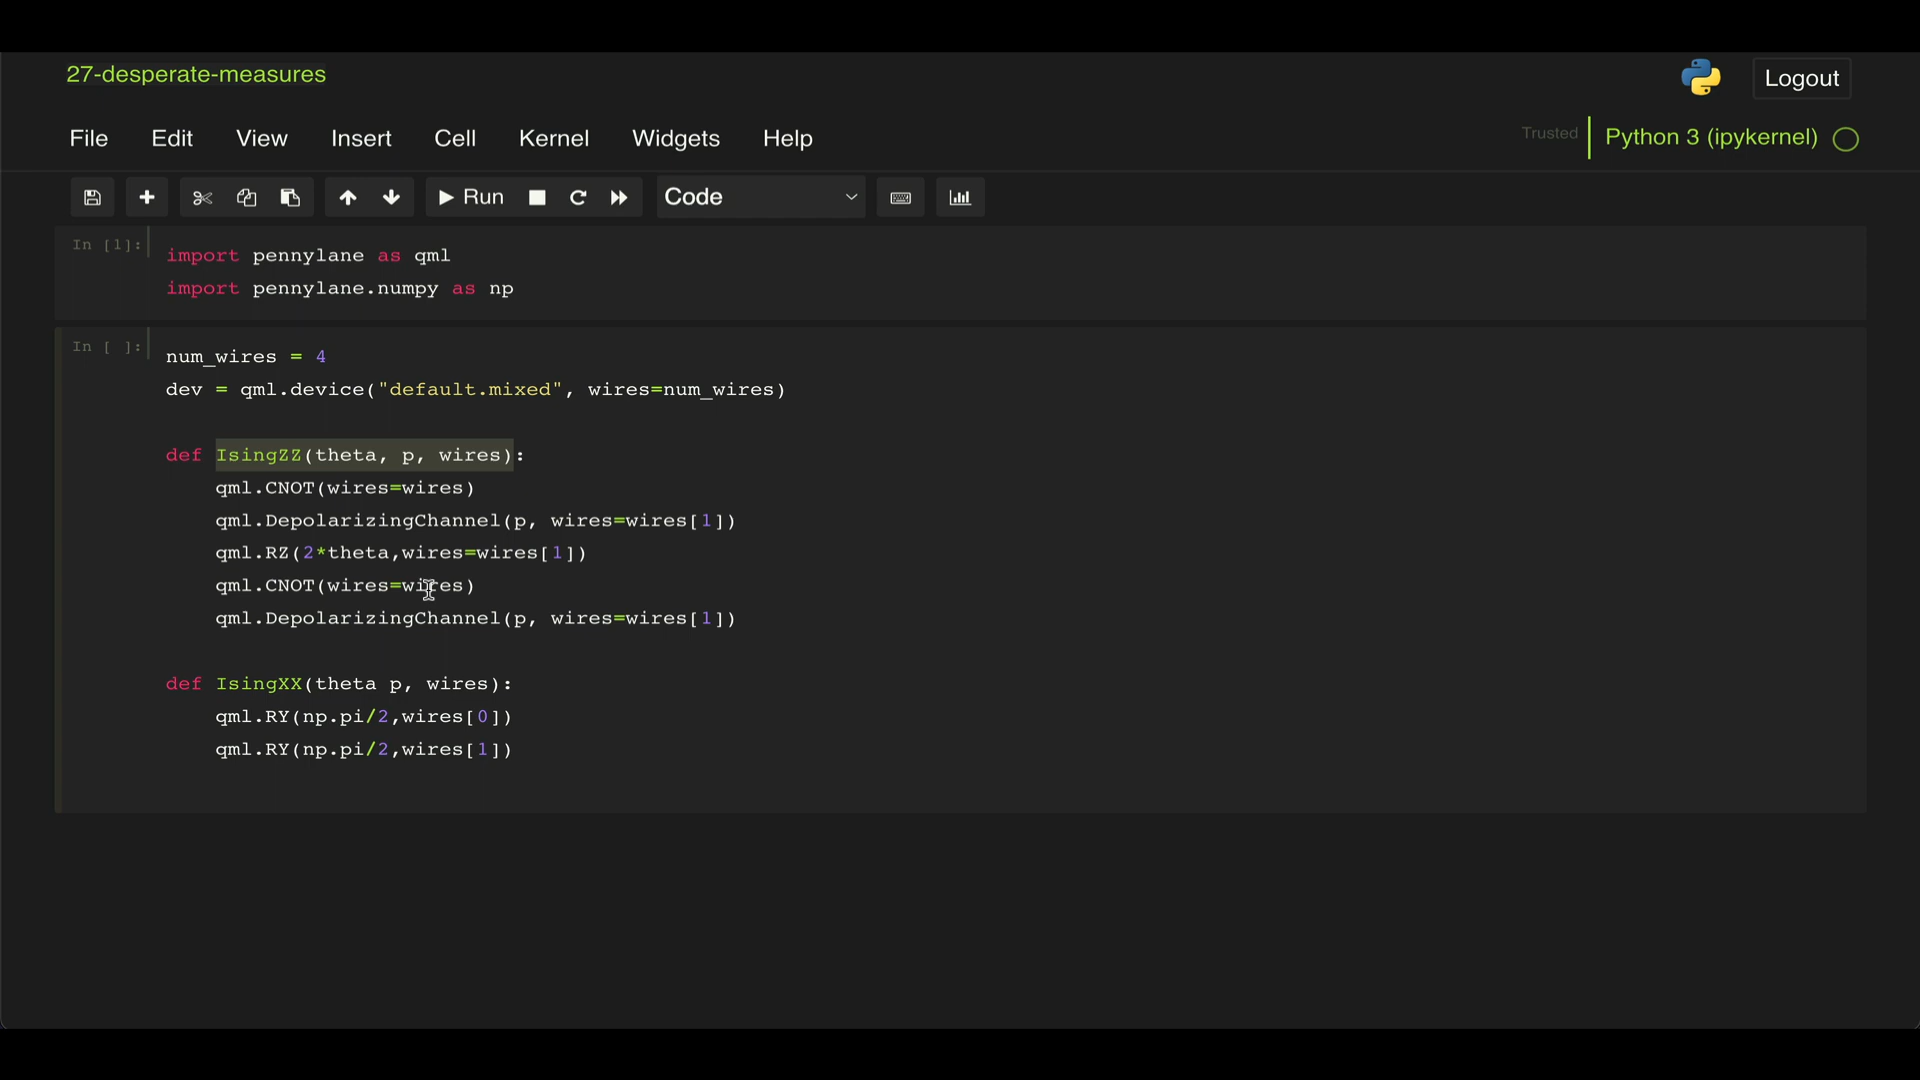 27-desperate-measures
Logout
File Edit View Insert Cell Kernel Widgets Help
Trusted Python 3 (ipykernel)
Run Code
In [1]:
import pennylane as qml
import pennylane.numpy as np
In [ ]:
num_wires = 4
dev = qml.device("default.mixed", wires=num_wires)
def IsingZZ(theta, p, wires):
qml.CNOT(wires=wires)
qml.DepolarizingChannel(p, wires=wires[1])
qml.RZ(2*theta,wires=wires[1])
qml.CNOT(wires=wires)
qml.DepolarizingChannel(p, wires=wires[1])
def IsingXX(theta p, wires):
qml.RY(np.pi/2,wires[0])
qml.RY(np.pi/2,wires[1])